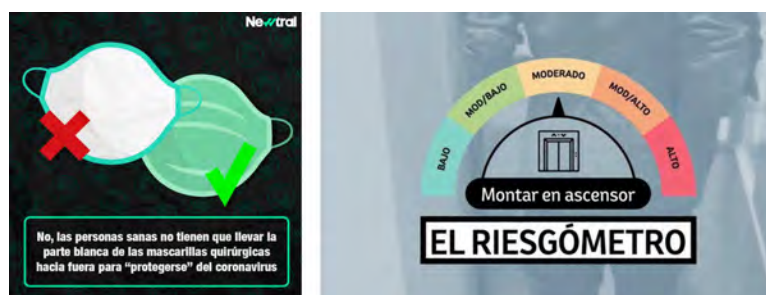 Newtral
No, las personas sanas no tienen que llevar la
parte blanca de las mascarillas quirúrgicas
hacia fuera para “protegerse” del coronavirus
BAJO
MOD/BAJO
MODERADO
MOD/ALTO
ALTO
Montar en ascensor
EL RIESGÓMETRO